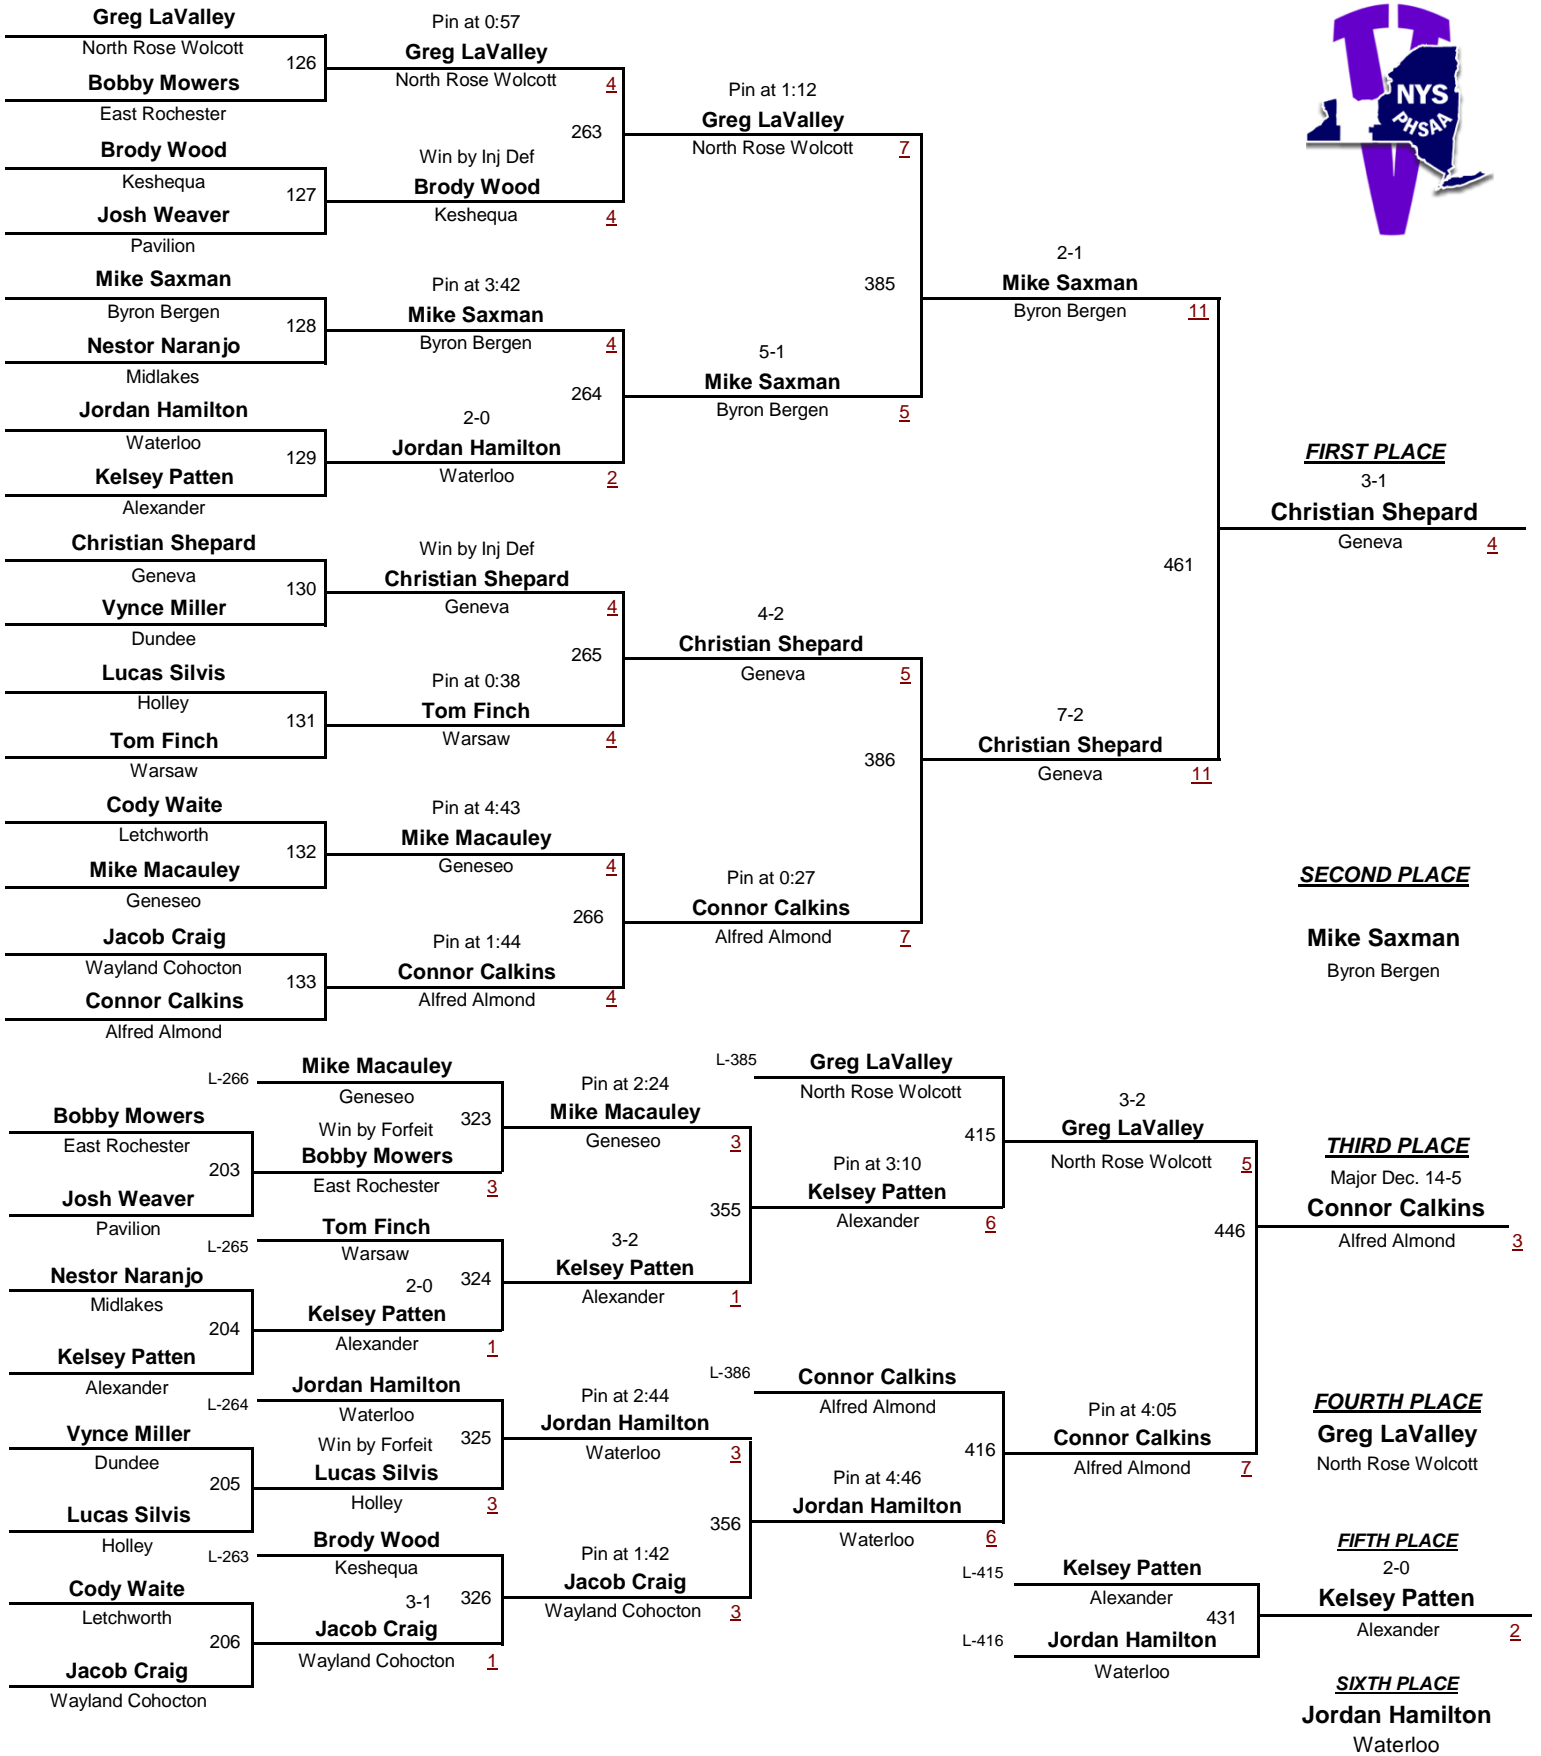 Greg LaValley
North Rose Wolcott
126
Bobby Mowers
East Rochester
Brody Wood
Keshequa
127
Josh Weaver
Pavilion
Mike Saxman
Byron Bergen
128
Nestor Naranjo
Midlakes
Jordan Hamilton
Waterloo
129
Kelsey Patten
Alexander
Christian Shepard
Geneva
130
Vynce Miller
Dundee
Lucas Silvis
Holley
131
Tom Finch
Warsaw
Cody Waite
Letchworth
132
Mike Macauley
Geneseo
Jacob Craig
Wayland Cohocton
133
Connor Calkins
Alfred Almond
Pin at 0:57
Greg LaValley
North Rose Wolcott 4
263
Win by Inj Def
Brody Wood
Keshequa 4
Pin at 3:42
Mike Saxman
Byron Bergen 4
264
2-0
Jordan Hamilton
Waterloo 2
Win by Inj Def
Christian Shepard
Geneva 4
265
Pin at 0:38
Tom Finch
Warsaw 4
Pin at 4:43
Mike Macauley
Geneseo 4
266
Pin at 1:44
Connor Calkins
Alfred Almond 4
Pin at 1:12
Greg LaValley
North Rose Wolcott 7
385
5-1
Mike Saxman
Byron Bergen 5
4-2
Christian Shepard
Geneva 5
386
Pin at 0:27
Connor Calkins
Alfred Almond 7
2-1
Mike Saxman
Byron Bergen 11
461
7-2
Christian Shepard
Geneva 11
NYS
PHSAA
FIRST PLACE
3-1
Christian Shepard
Geneva 4
SECOND PLACE
Mike Saxman
Byron Bergen
L-266
Mike Macauley
Geneseo
323
Bobby Mowers
East Rochester
203
Josh Weaver
Pavilion
Win by Forfeit
Bobby Mowers
East Rochester 3
L-265
Tom Finch
Warsaw
324
Nestor Naranjo
Midlakes
204
Kelsey Patten
Alexander
2-0
Kelsey Patten
Alexander 1
L-264
Jordan Hamilton
Waterloo
325
Vynce Miller
Dundee
205
Lucas Silvis
Holley
Win by Forfeit
Lucas Silvis
Holley 3
L-263
Brody Wood
Keshequa
326
Cody Waite
Letchworth
206
Jacob Craig
Wayland Cohocton
3-1
Jacob Craig
Wayland Cohocton 1
Pin at 2:24
Mike Macauley
Geneseo 3
355
3-2
Kelsey Patten
Alexander 1
Pin at 2:44
Jordan Hamilton
Waterloo 3
356
Pin at 1:42
Jacob Craig
Wayland Cohocton 3
L-385
Greg LaValley
North Rose Wolcott
415
Pin at 3:10
Kelsey Patten
Alexander 6
L-386
Connor Calkins
Alfred Almond
416
Pin at 4:46
Jordan Hamilton
Waterloo 6
3-2
Greg LaValley
North Rose Wolcott 5
446
Pin at 4:05
Connor Calkins
Alfred Almond 7
L-415
Kelsey Patten
Alexander
431
L-416
Jordan Hamilton
Waterloo
THIRD PLACE
Major Dec. 14-5
Connor Calkins
Alfred Almond 3
FOURTH PLACE
Greg LaValley
North Rose Wolcott
FIFTH PLACE
2-0
Kelsey Patten
Alexander 2
SIXTH PLACE
Jordan Hamilton
Waterloo